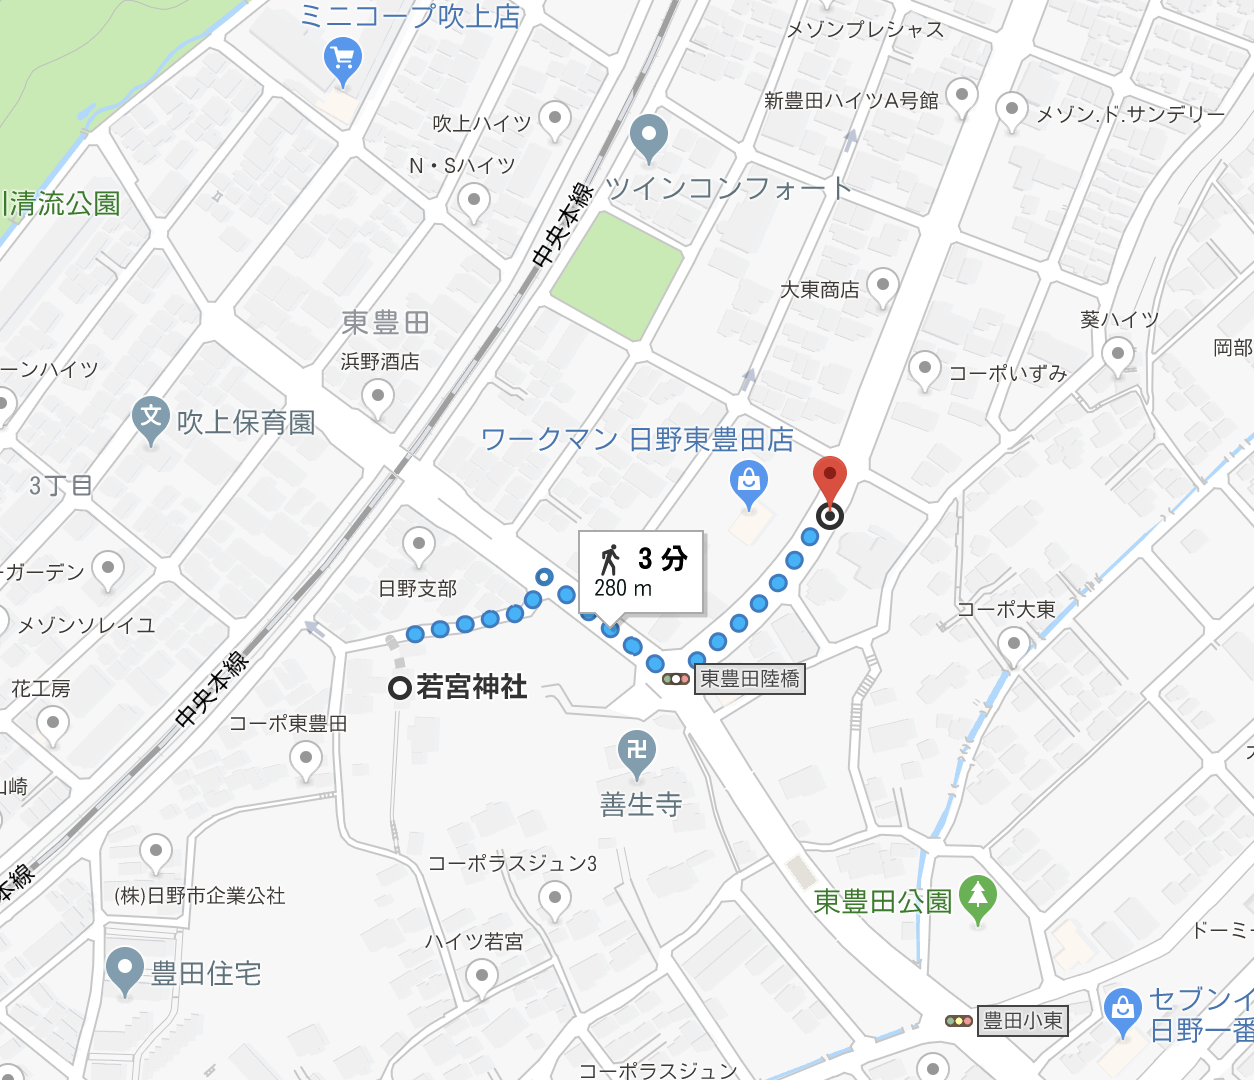 ミニコープ吹上店
メゾンプレシャス
新豊田ハイツA号館
メゾン.ド.サンデリー
吹上ハイツ
N・Sハイツ
ツインコンフォート
清流公園
中央本線
大東商店
東豊田
葵ハイツ
浜野酒店
岡部
ーンハイツ
コーポいずみ
吹上保育園
ワークマン 日野東豊田店
3丁目
3 分
280 m
ーガーデン
日野支部
コーポ大東
メゾンソレイユ
東豊田陸橋
花工房
若宮神社
中央本線
コーポ東豊田
山崎
善生寺
コーポラスジュン3
本線
(株)日野市企業公社
東豊田公園
ハイツ若宮
ドーミー
豊田住宅
セブンイ
日野一番
豊田小東
コーポラスジュン